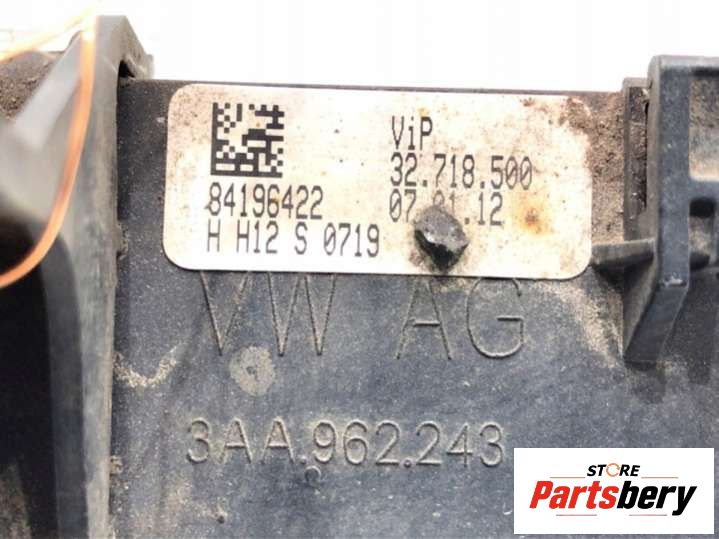 ViP
32.718.500
84196422
H H12 S 0719
VW AG
3AA.962.243
STORE
Partsbery